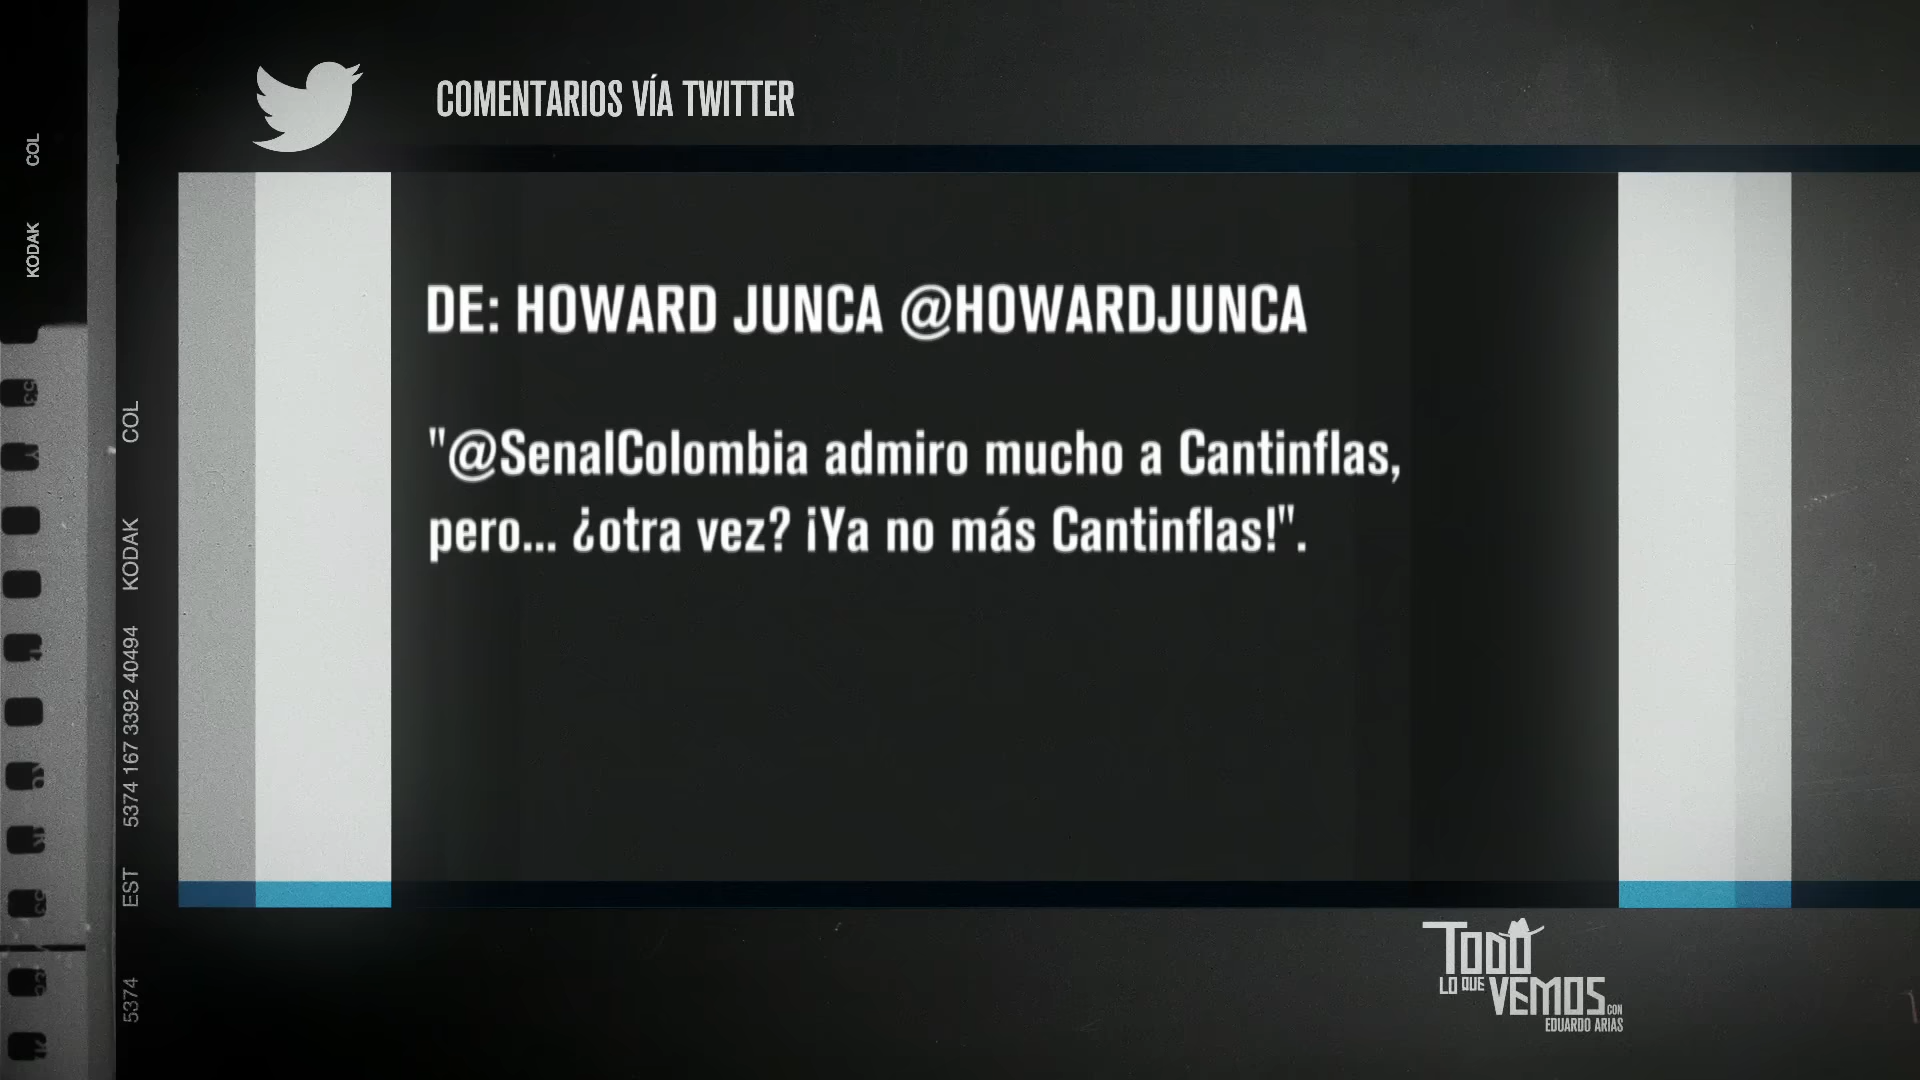 COMENTARIOS VÍA TWITTER
DE: HOWARD JUNCA @HOWARDJUNCA
"@SenalColombia admiro mucho a Cantinflas,
pero... ¿otra vez? ¡Ya no más Cantinflas!".
COL
KODAK
COL
KODAK
5374 167 3392 40494
EST
5374
TODO
LO QUE VEMOS CON
EDUARDO ARIAS